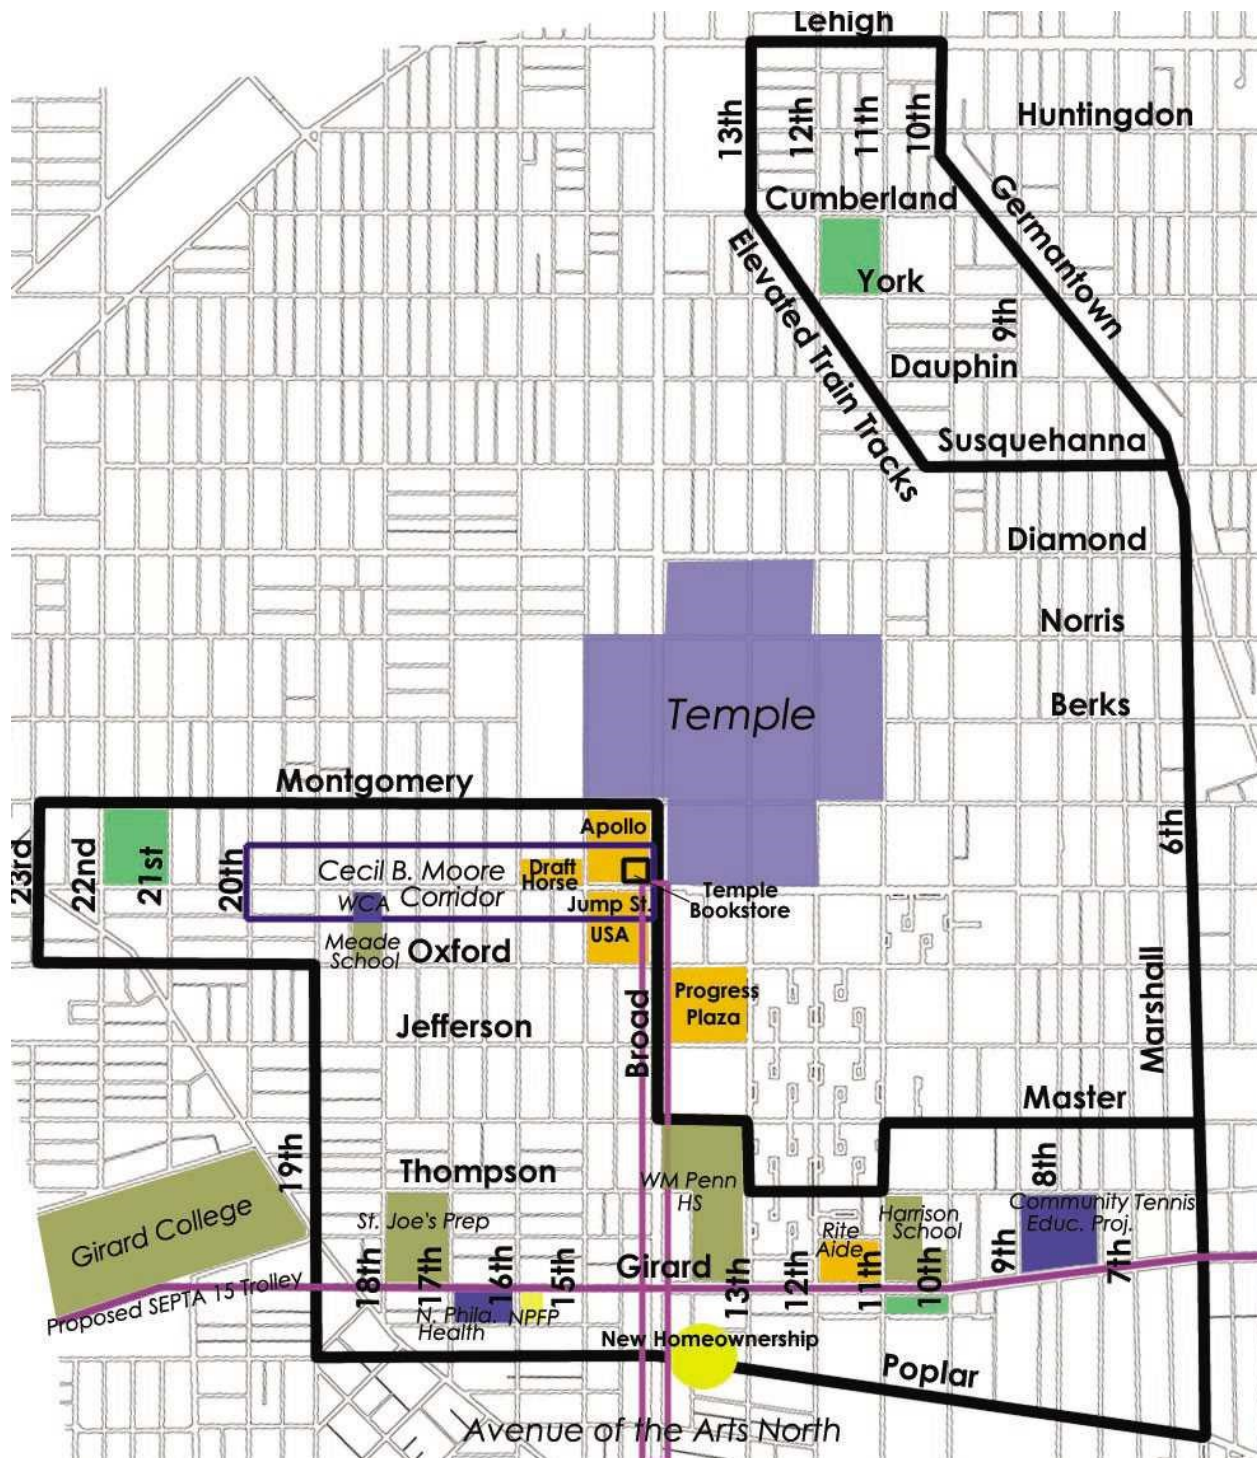 Lehigh
13th
12th
11th
10th
Huntingdon
Cumberland
Germantown
Elevated Train Tracks
York
9th
Dauphin
Susquehanna
Diamond
Norris
Temple
Berks
Montgomery
23rd
22nd
21st
20th
Apollo
6th
Cecil B. Moore
Corridor
Draft
Horse
WCA
Jump St.
Temple
Bookstore
USA
Meade
School
Oxford
Progress
Plaza
Jefferson
Broad
Marshall
Master
19th
Thompson
WM Penn
HS
8th
Girard College
St. Joe's Prep
Harrison
School
Community Tennis
Educ. Proj.
Rite
Aide
Girard
18th
17th
16th
15th
13th
12th
11th
10th
9th
7th
Proposed SEPTA 15 Trolley
N. Phila.
Health
NPFP
New Homeownership
Poplar
Avenue of the Arts North